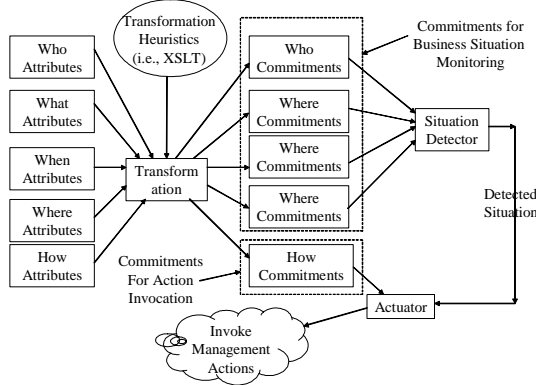 Transformation
Heuristics
(i.e., XSLT)
Commitments for
Business Situation
Monitoring
Who
Attributes
What
Attributes
When
Attributes
Where
Attributes
How
Attributes
Transform
ation
Who
Commitments
Where
Commitments
Where
Commitments
Where
Commitments
How
Commitments
Situation
Detector
Detected
Situation
Commitments
For Action
Invocation
Actuator
Invoke
Management
Actions